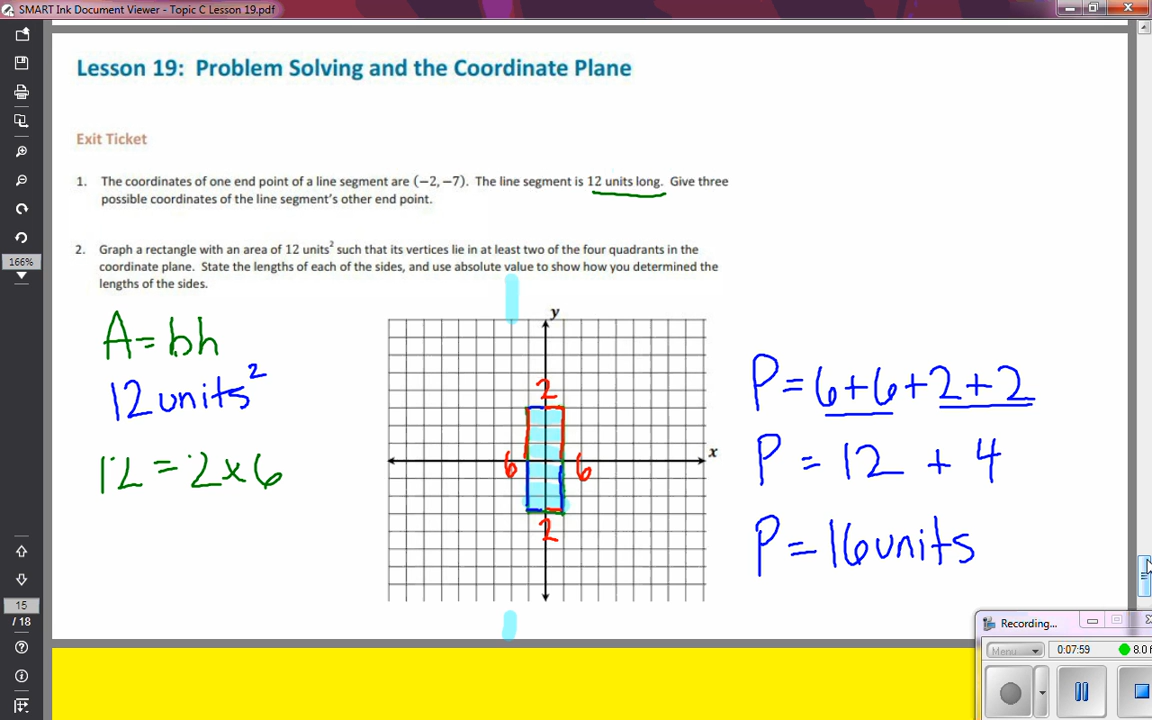 SMART Ink Document Viewer - Topic C Lesson 19.pdf
Lesson 19: Problem Solving and the Coordinate Plane
Exit Ticket
1. The coordinates of one end point of a line segment are (−2, −7). The line segment is 12 units long. Give three
possible coordinates of the line segment's other end point.
2. Graph a rectangle with an area of 12 units² such that its vertices lie in at least two of the four quadrants in the
coordinate plane. State the lengths of each of the sides, and use absolute value to show how you determined the
lengths of the sides.
166%
A = bh
12 units²
12 = 2x6
y
x
2
6
6
2
P = 6+6+2+2
P = 12 + 4
P = 16 units
15
/ 18
Recording...
Menu
0:07:59
8.0 f